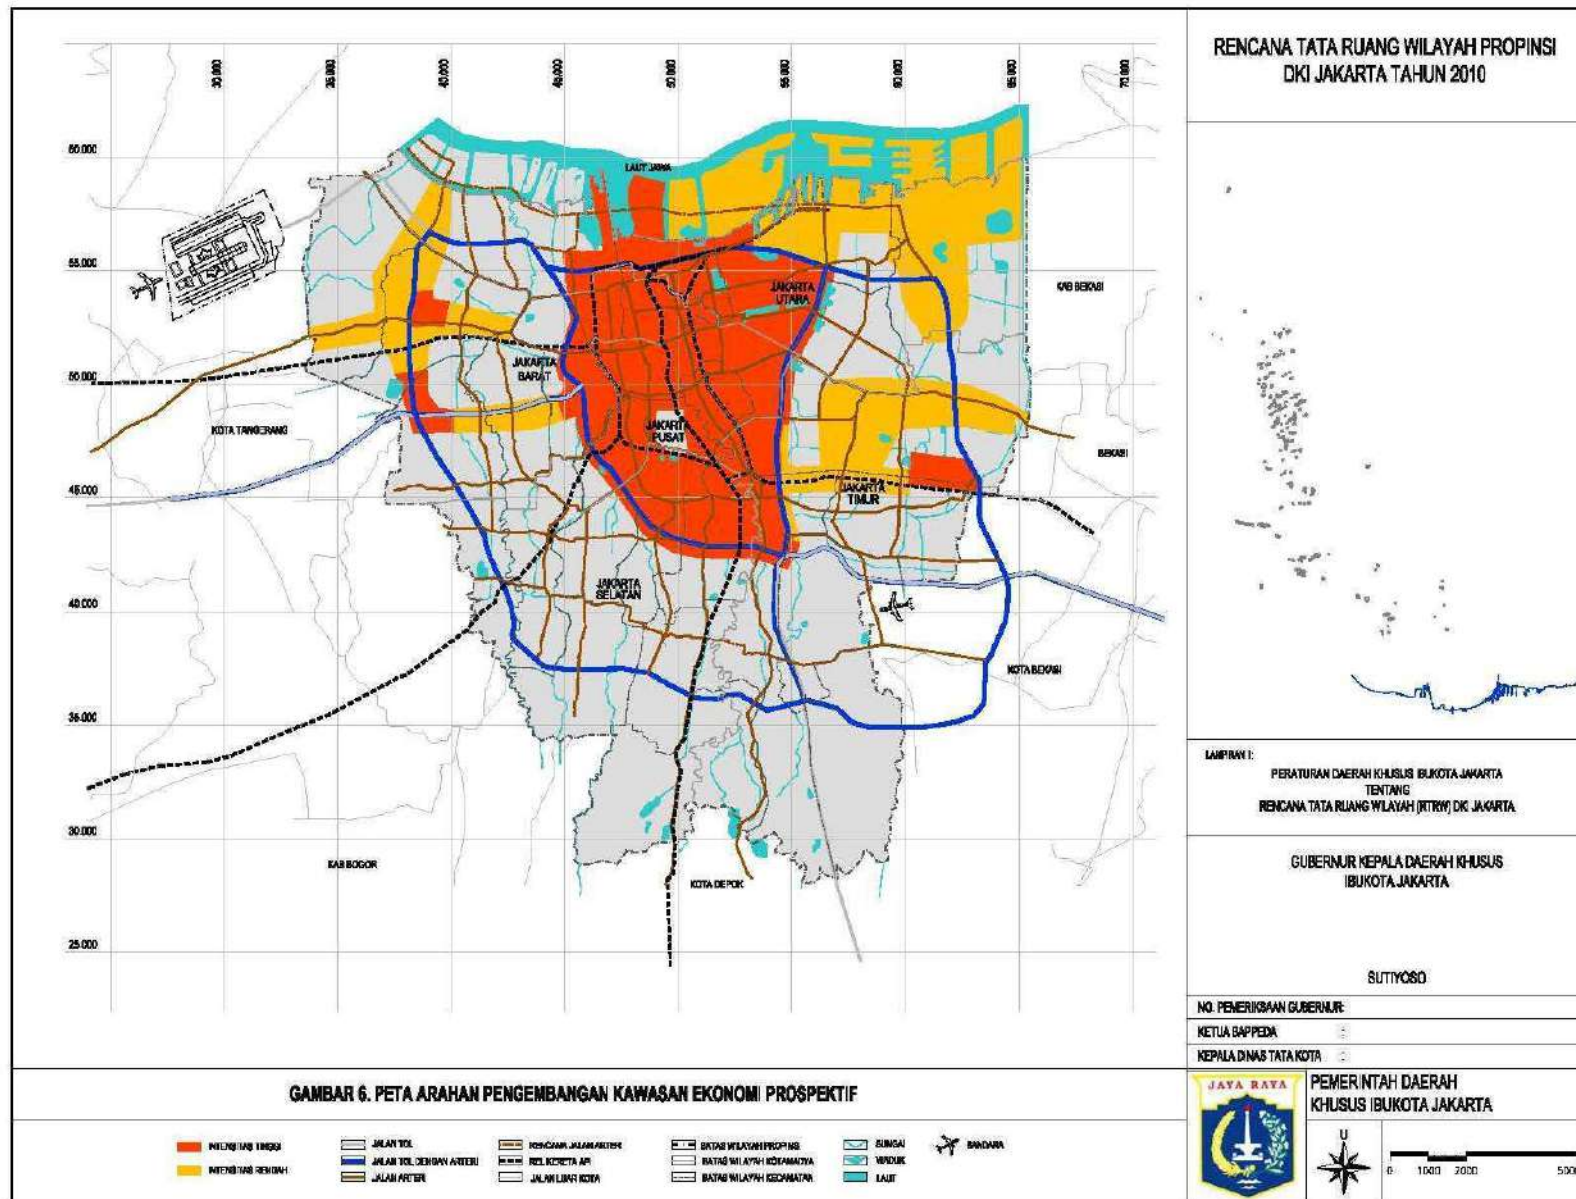 RENCANA TATA RUANG WILAYAH PROPINSI
DKI JAKARTA TAHUN 2010
30.000
35.000
40.000
45.000
50.000
55.000
60.000
65.000
70.000
60.000
55.000
50.000
45.000
40.000
35.000
30.000
25.000
LAUT JAWA
JAKARTA
UTARA
KAB BEKASI
JAKARTA
BARAT
KOTA TANGERANG
JAKARTA
PUSAT
BEKASI
JAKARTA
TIMUR
JAKARTA
SELATAN
KOTA BEKASI
KAB BOGOR
KOTA DEPOK
LAMPIRAN I:
PERATURAN DAERAH KHUSUS IBUKOTA JAKARTA
TENTANG
RENCANA TATA RUANG WILAYAH (RTRW) DKI JAKARTA
GUBERNUR KEPALA DAERAH KHUSUS
IBUKOTA JAKARTA
SUTIYOSO
NO. PEMERIKSAAN GUBERNUR:
KETUA BAPPEDA :
KEPALA DINAS TATA KOTA :
GAMBAR 6. PETA ARAHAN PENGEMBANGAN KAWASAN EKONOMI PROSPEKTIF
INTENSITAS TINGGI
INTENSITAS RENDAH
JALAN TOL
JALAN TOL DENGAN ARTERI
JALAN ARTERI
RENCANA JALAN ARTERI
REL KERETA API
JALAN LUAR KOTA
BATAS WILAYAH PROPINSI
BATAS WILAYAH KOTAMADYA
BATAS WILAYAH KECAMATAN
SUNGAI
WADUK
LAUT
BANDARA
JAYA RAYA
PEMERINTAH DAERAH
KHUSUS IBUKOTA JAKARTA
U
0 1000 2000 5000